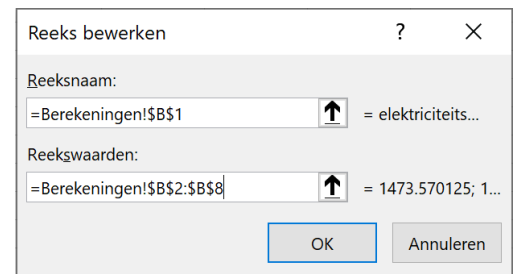 Reeks bewerken ? ×
Reeksnaam:
=Berekeningen!$B$1 = elektriciteits...
Reekswaarden:
=Berekeningen!$B$2:$B$8 = 1473.570125; 1...
OK Annuleren